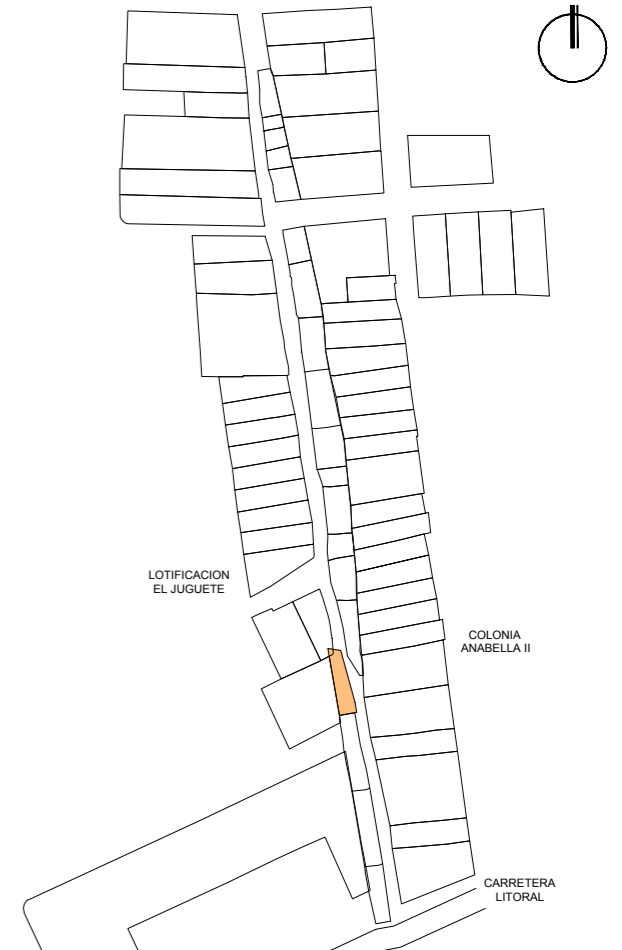 LOTIFICACION
EL JUGUETE
COLONIA
ANABELLA II
CARRETERA
LITORAL